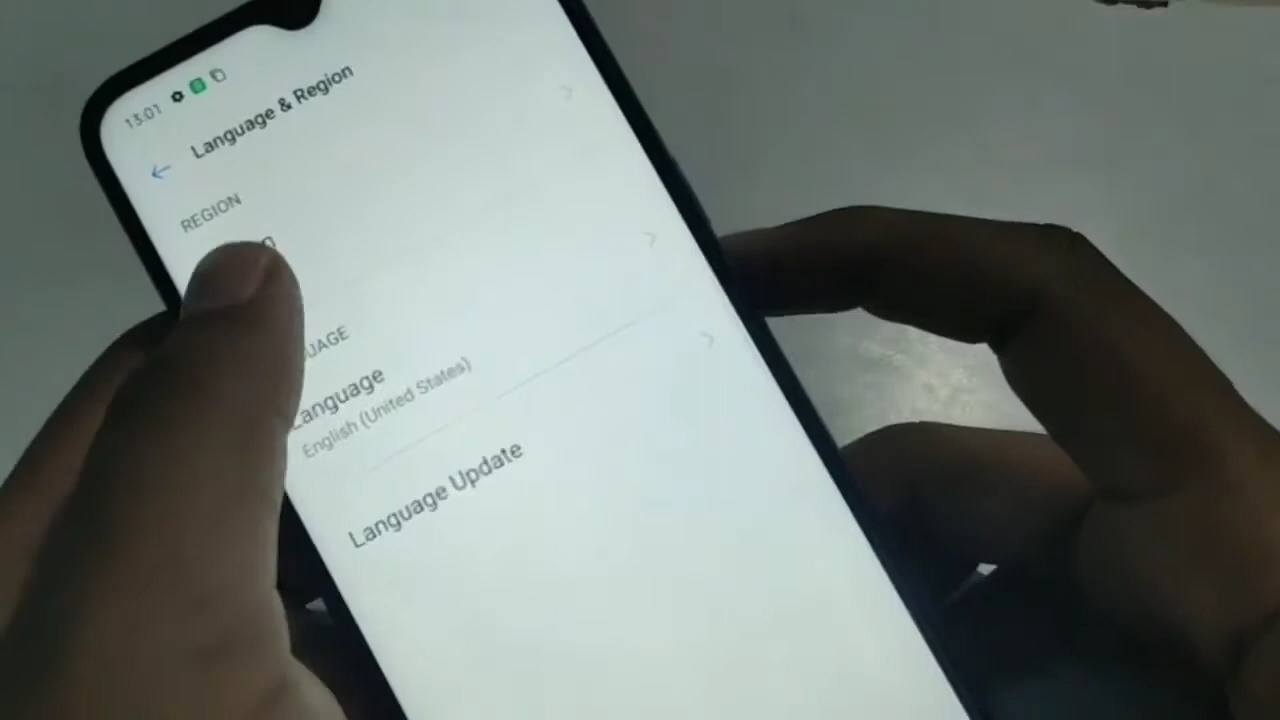 13:01
Language & Region
REGION
Language
English (United States)
Language Update